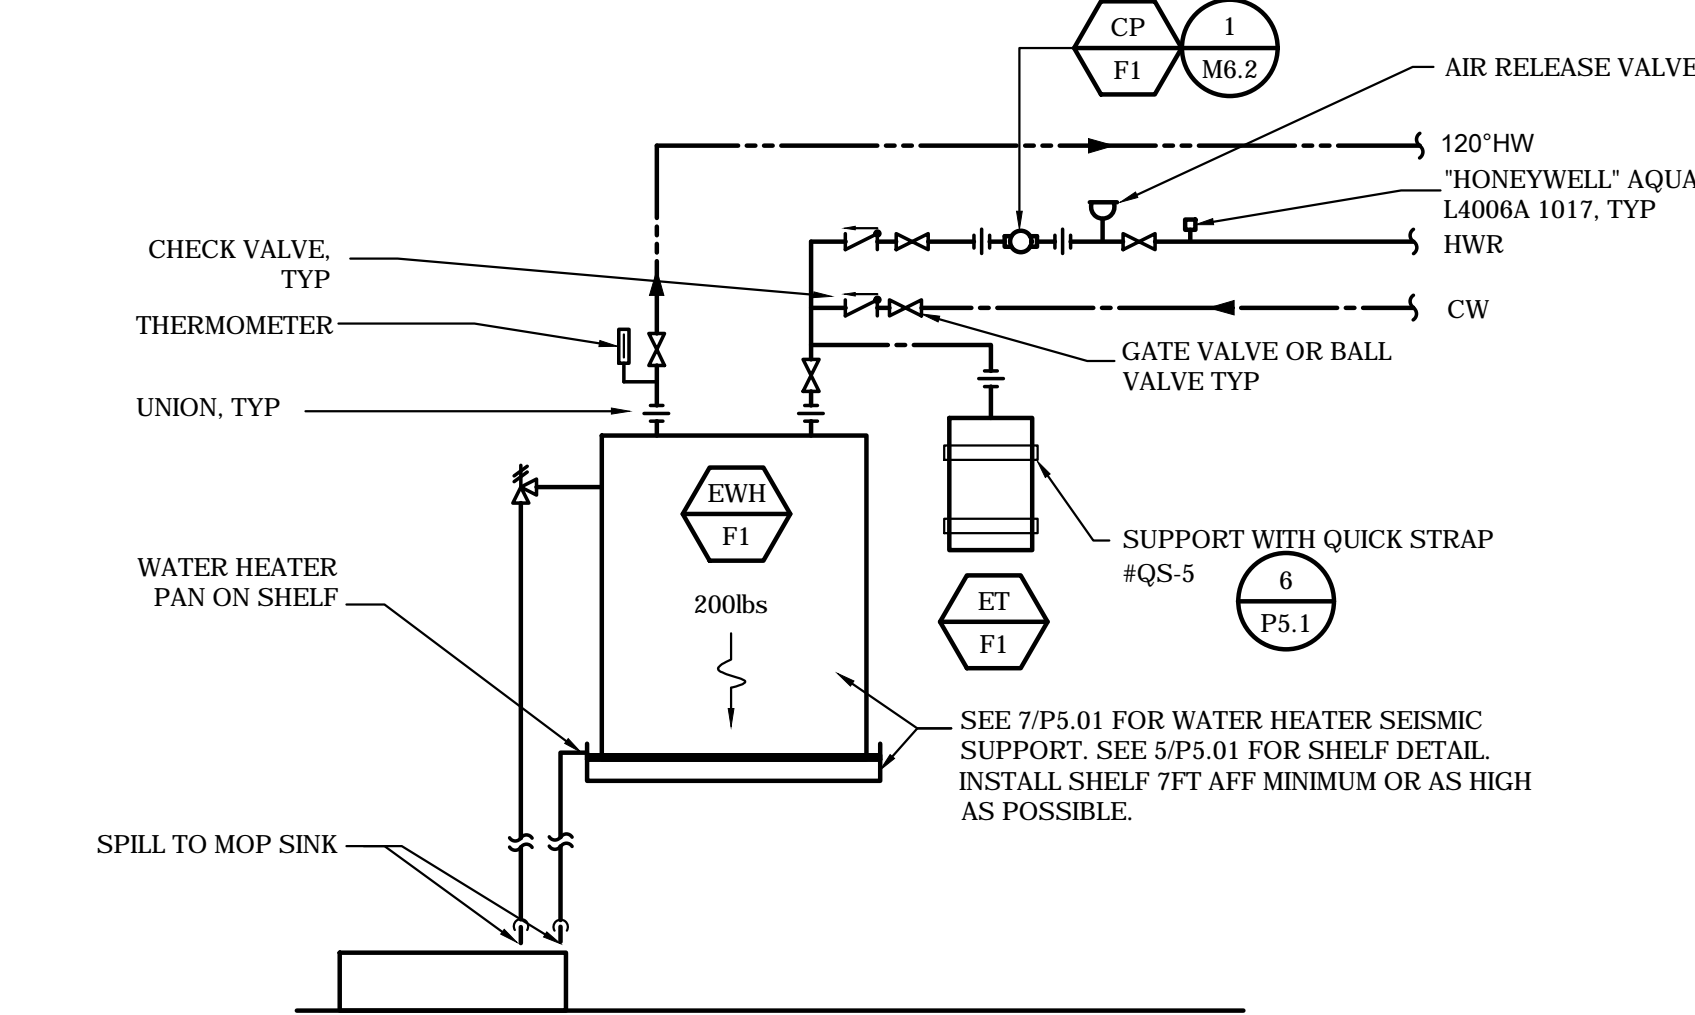 CP
F1
1
M6.2
AIR RELEASE VALVE
120°HW
"HONEYWELL" AQUA
L4006A 1017, TYP
HWR
CHECK VALVE,
TYP
THERMOMETER
CW
GATE VALVE OR BALL
VALVE TYP
UNION, TYP
EWH
F1
SUPPORT WITH QUICK STRAP
#QS-5
6
P5.1
WATER HEATER
PAN ON SHELF
200lbs
ET
F1
SEE 7/P5.01 FOR WATER HEATER SEISMIC
SUPPORT. SEE 5/P5.01 FOR SHELF DETAIL.
INSTALL SHELF 7FT AFF MINIMUM OR AS HIGH
AS POSSIBLE.
SPILL TO MOP SINK